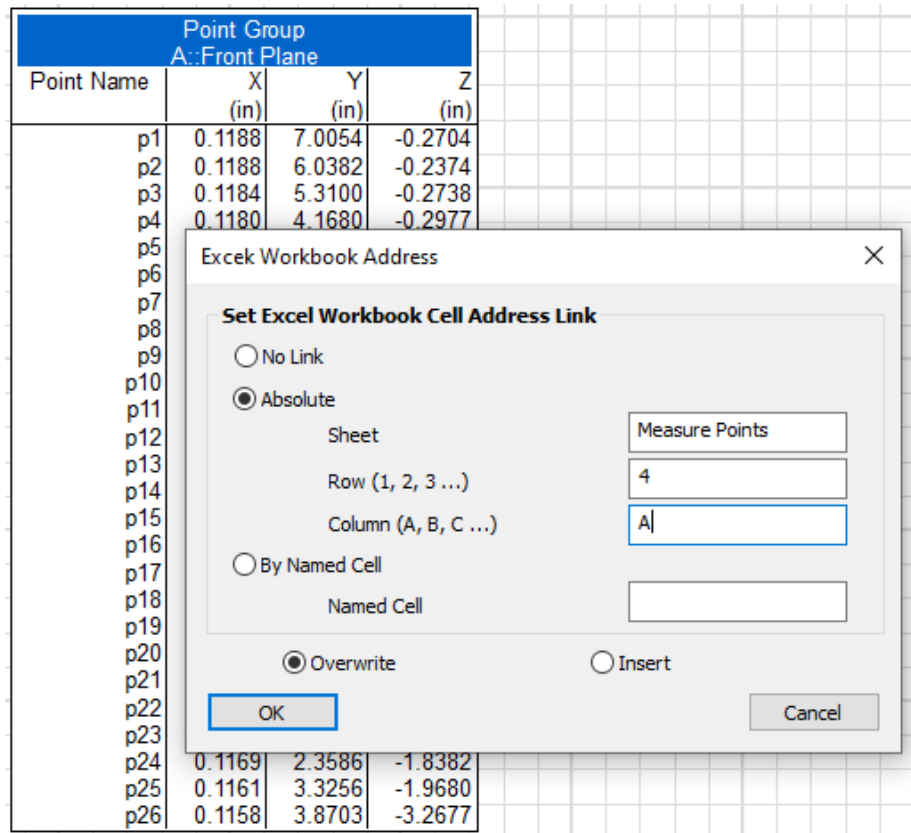 Point Group
A::Front Plane
Point Name X Y Z
(in) (in) (in)
p1 0.1188 7.0054 -0.2704
p2 0.1188 6.0382 -0.2374
p3 0.1184 5.3100 -0.2738
p4 0.1180 4.1680 -0.2977
p5
p6
p7
p8
p9
p10
p11
p12
p13
p14
p15
p16
p17
p18
p19
p20
p21
p22
p23
p24 0.1169 2.3586 -1.8382
p25 0.1161 3.3256 -1.9680
p26 0.1158 3.8703 -3.2677
Excek Workbook Address
Set Excel Workbook Cell Address Link
No Link
Absolute
Sheet Measure Points
Row (1, 2, 3 ...) 4
Column (A, B, C ...) A
By Named Cell
Named Cell
Overwrite Insert
OK Cancel